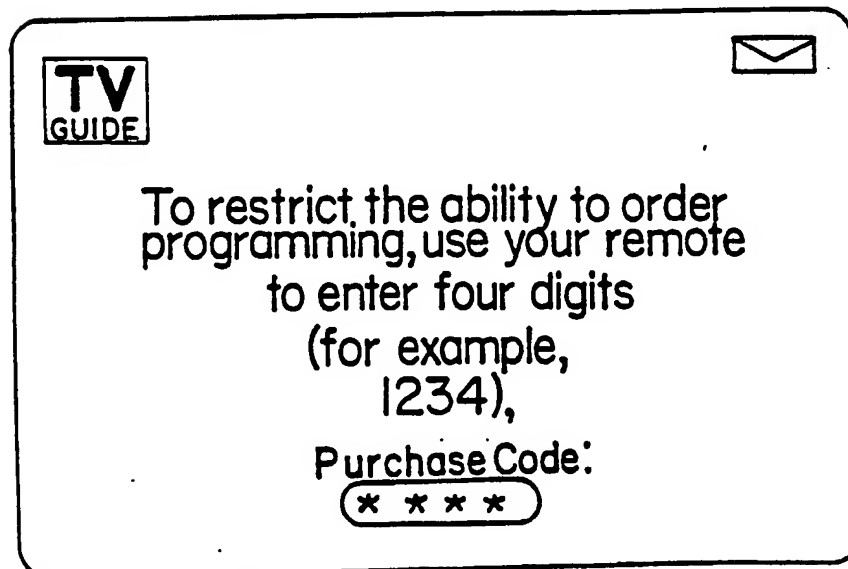 TV
GUIDE
To restrict the ability to order
programming, use your remote
to enter four digits
(for example,
1234),
Purchase Code:
* * * *